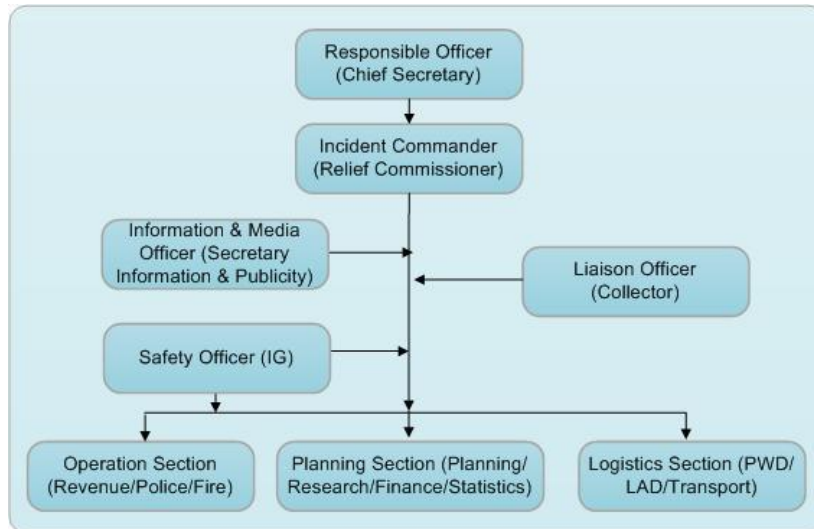 Responsible Officer
(Chief Secretary)
Incident Commander
(Relief Commissioner)
Information & Media
Officer (Secretary
Information & Publicity)
Liaison Officer
(Collector)
Safety Officer (IG)
Operation Section
(Revenue/Police/Fire)
Planning Section (Planning/
Research/Finance/Statistics)
Logistics Section (PWD/
LAD/Transport)